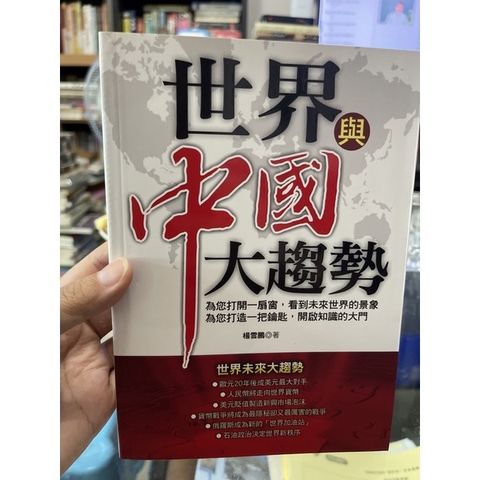 世界
與
中國
大趨勢
為您打開一扇窗，看到未來世界的景象
為您打造一把鑰匙，開啟知識的大門
楊雲鵬◎著
世界未來大趨勢
●歐元20年後成美元最大對手
●人民幣將走向世界貨幣
●美元貶值製造新興市場泡沫
●貨幣戰爭將成為最隱秘卻又最厲害的戰爭
●俄羅斯成為新的「世界加油站」
●石油政治決定世界新秩序